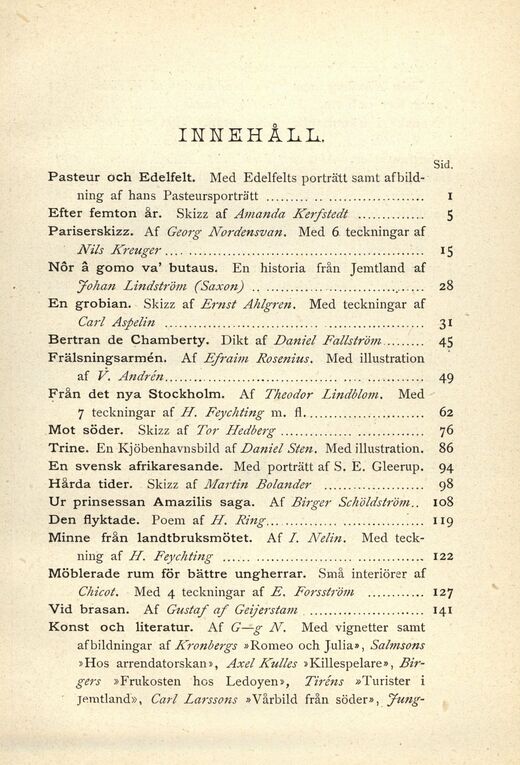 INNEHÅLL.
Sid.
Pasteur och Edelfelt. Med Edelfelts porträtt samt afbild-
ning af hans Pasteursporträtt ........ .. ...................... 1
Efter femton år. Skizz af Amanda Kerfstedt .............. 5
Pariserskizz. Af Georg Nordensvan. Med 6 teckningar af
Nils Kreuger .... .................................................. 15
Nôr â gomo va' butaus. En historia från Jemtland af
Johan Lindström (Saxon) .. .................................. 28
En grobian. Skizz af Ernst Ahlgren. Med teckningar af
Carl Aspelin ...................................................... 31
Bertran de Chamberty. Dikt af Daniel Fallström ......... 45
Frälsningsarmén. Af Efraim Rosenius. Med illustration
af V. Andrén ...................................................... 49
Från det nya Stockholm. Af Theodor Lindblom. Med
7 teckningar af H. Feychting m. fl. ....................... 62
Mot söder. Skizz af Tor Hedberg .............................. 76
Trine. En Kjöbenhavnsbild af Daniel Sten. Med illustration. 86
En svensk afrikaresande. Med porträtt af S. E. Gleerup. 94
Hårda tider. Skizz af Martin Bolander ..................... 98
Ur prinsessan Amazilis saga. Af Birger Schöldström.. 108
Den flyktade. Poem af H. Ring................................. 119
Minne från landtbruksmötet. Af I. Nelin. Med teck-
ning af H. Feychting ........................................... 122
Möblerade rum för bättre ungherrar. Små interiörer af
Chicot. Med 4 teckningar af E. Forsström ............ 127
Vid brasan. Af Gustaf af Geijerstam ........................ 141
Konst och literatur. Af G—g N. Med vignetter samt
afbildningar af Kronbergs »Romeo och Julia», Salmsons
»Hos arrendatorskan», Axel Kulles »Killespelare», Bir-
gers »Frukosten hos Ledoyen», Tiréns »Turister i
Jemtland», Carl Larssons »Vårbild från söder», Jung-